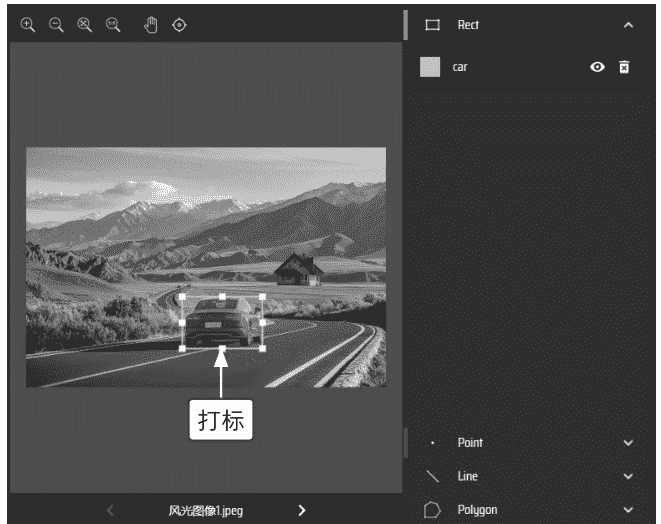 Rect
car
打标
Point
Line
Polygon
风光图像1.jpeg